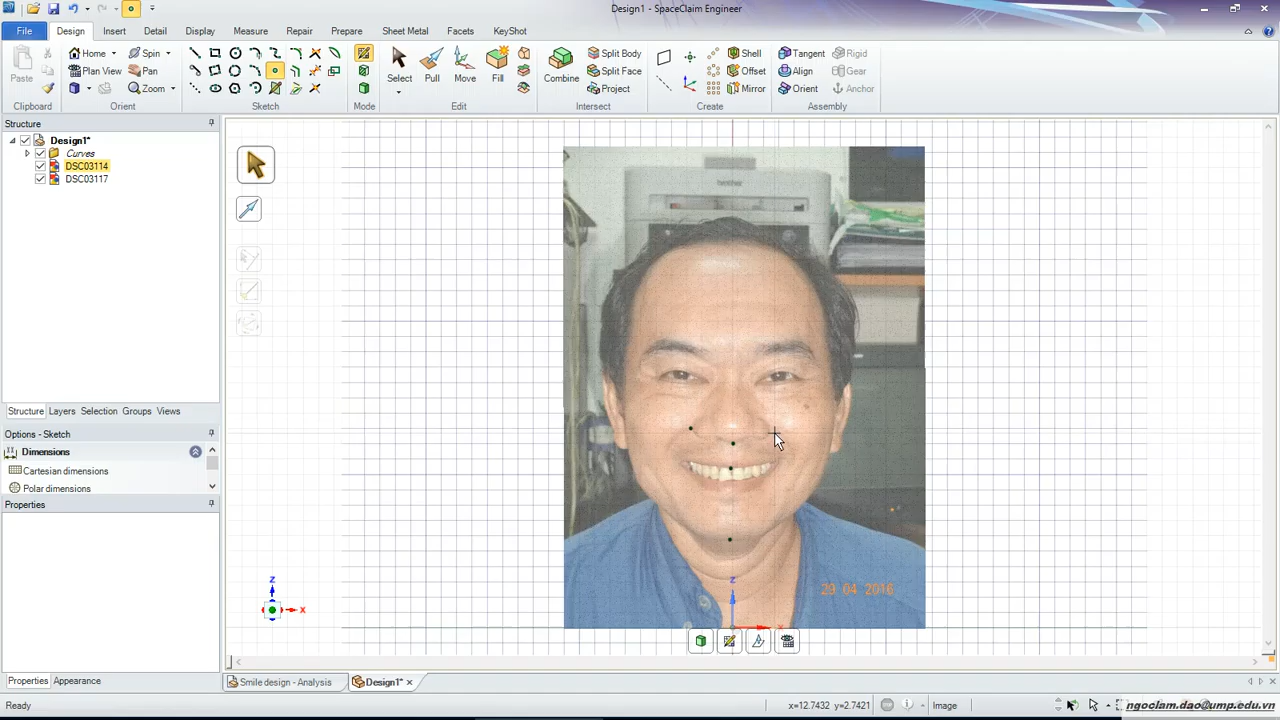 Design1 - SpaceClaim Engineer
File Design Insert Detail Display Measure Repair Prepare Sheet Metal Facets KeyShot
Paste
Home
Plan View
Spin
Pan
Zoom
Select
Pull
Move
Fill
Combine
Split Body
Split Face
Project
Shell
Offset
Mirror
Tangent
Align
Orient
Rigid
Gear
Anchor
Clipboard Orient Sketch Mode Edit Intersect Create Assembly
Structure
Design1*
Curves
DSC03114
DSC03117
Structure Layers Selection Groups Views
Options - Sketch
Dimensions
Cartesian dimensions
Polar dimensions
Properties
Properties Appearance
brother
29 04 2016
Z
X
Z
Smile design - Analysis
Design1*
Ready
x=12.7432 y=2.7421
Image
ngoclam.dao@ump.edu.vn